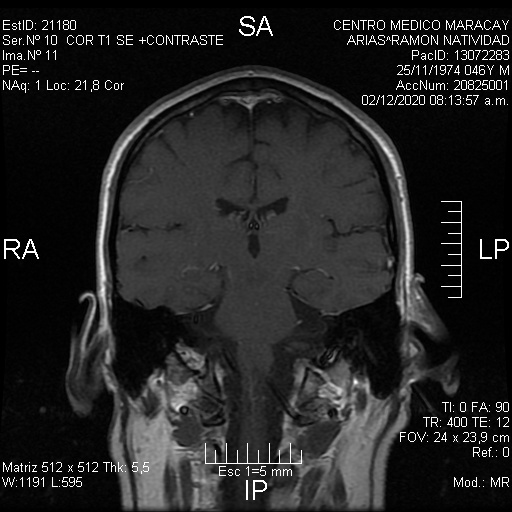 EstID: 21180
Ser.Nº 10 COR T1 SE +CONTRASTE
Ima.Nº 11
PE= --
NAq: 1 Loc: 21,8 Cor
SA
CENTRO MEDICO MARACAY
ARIAS^RAMON NATIVIDAD
PacID: 13072283
25/11/1974 046Y M
AccNum: 20825001
02/12/2020 08:13:57 a.m.
RA
LP
TI: 0 FA: 90
TR: 400 TE: 12
FOV: 24 x 23,9 cm
Ref.: 0
Matriz 512 x 512 Thk: 5,5
W:1191 L:595
Esc 1=5 mm
IP
Mod.: MR